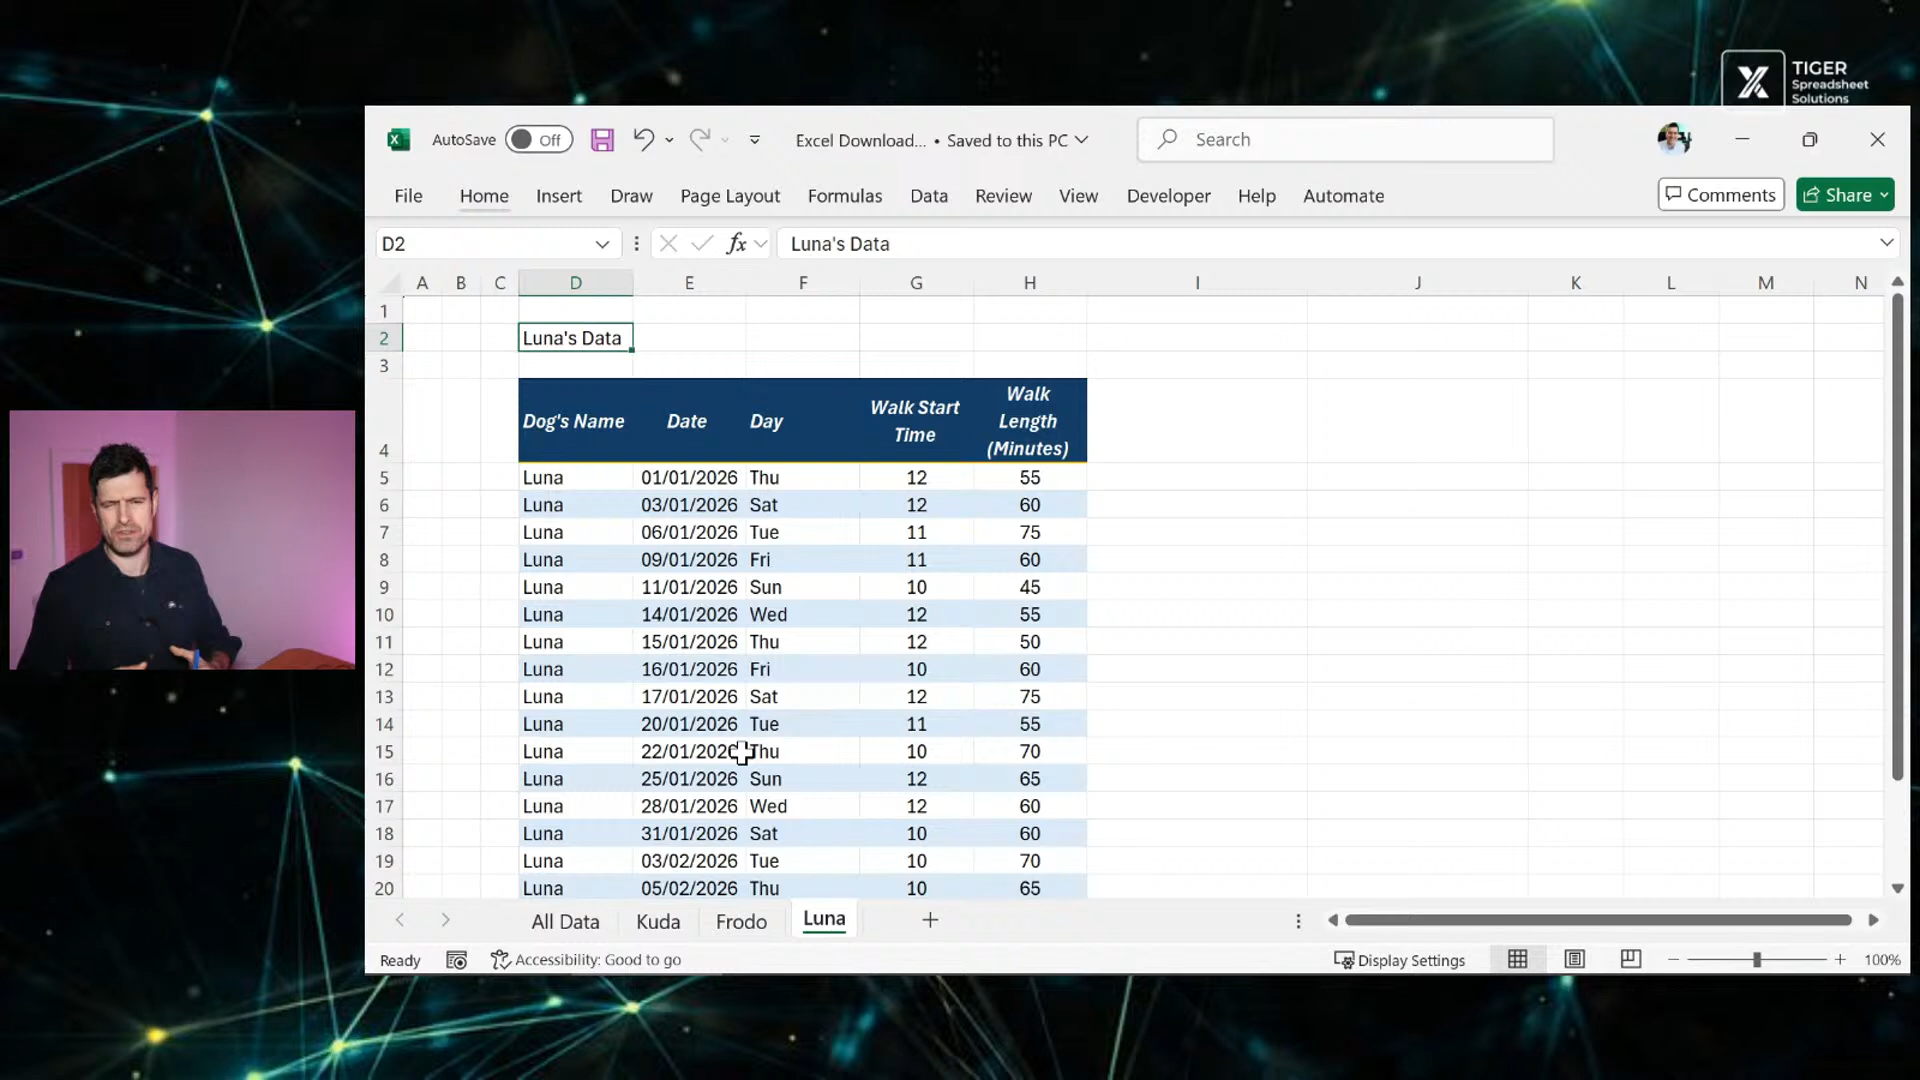 TIGER
Spreadsheet
Solutions
AutoSave Off Excel Download... • Saved to this PC Search
File Home Insert Draw Page Layout Formulas Data Review View Developer Help Automate Comments Share
D2 fx Luna's Data
A B C D E F G H I J K L M N
1
2 Luna's Data
3
4 Dog's Name Date Day Walk Start Time Walk Length (Minutes)
5 Luna 01/01/2026 Thu 12 55
6 Luna 03/01/2026 Sat 12 60
7 Luna 06/01/2026 Tue 11 75
8 Luna 09/01/2026 Fri 11 60
9 Luna 11/01/2026 Sun 10 45
10 Luna 14/01/2026 Wed 12 55
11 Luna 15/01/2026 Thu 12 50
12 Luna 16/01/2026 Fri 10 60
13 Luna 17/01/2026 Sat 12 75
14 Luna 20/01/2026 Tue 11 55
15 Luna 22/01/2026 Thu 10 70
16 Luna 25/01/2026 Sun 12 65
17 Luna 28/01/2026 Wed 12 60
18 Luna 31/01/2026 Sat 10 60
19 Luna 03/02/2026 Tue 10 70
20 Luna 05/02/2026 Thu 10 65
All Data Kuda Frodo Luna
Ready Accessibility: Good to go Display Settings 100%